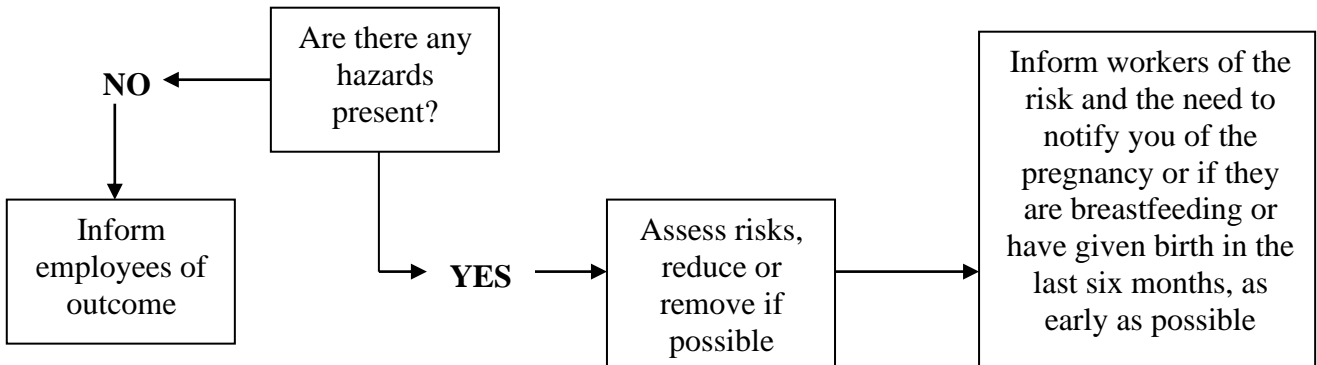 Are there any
hazards
present?
NO
Inform
employees of
outcome
YES
Assess risks,
reduce or
remove if
possible
Inform workers of the
risk and the need to
notify you of the
pregnancy or if they
are breastfeeding or
have given birth in the
last six months, as
early as possible